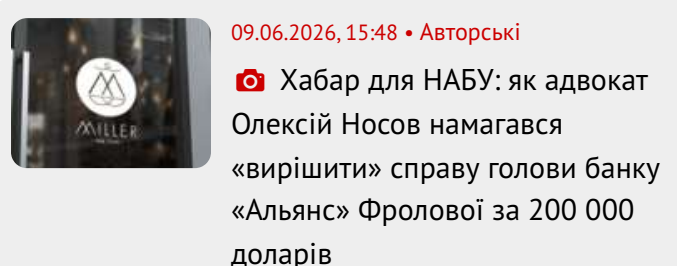 09.06.2026, 15:48 • Авторські
Хабар для НАБУ: як адвокат
Олексій Носов намагався
«вирішити» справу голови банку
«Альянс» Фролової за 200 000
доларів
MILLER